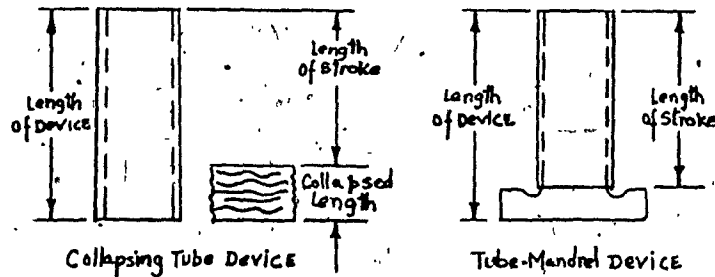 Length
of Device
Length
of Stroke
Collapsed
Length
Collapsing Tube Device
Length
of Device
Length
of Stroke
Tube-Mandrel Device